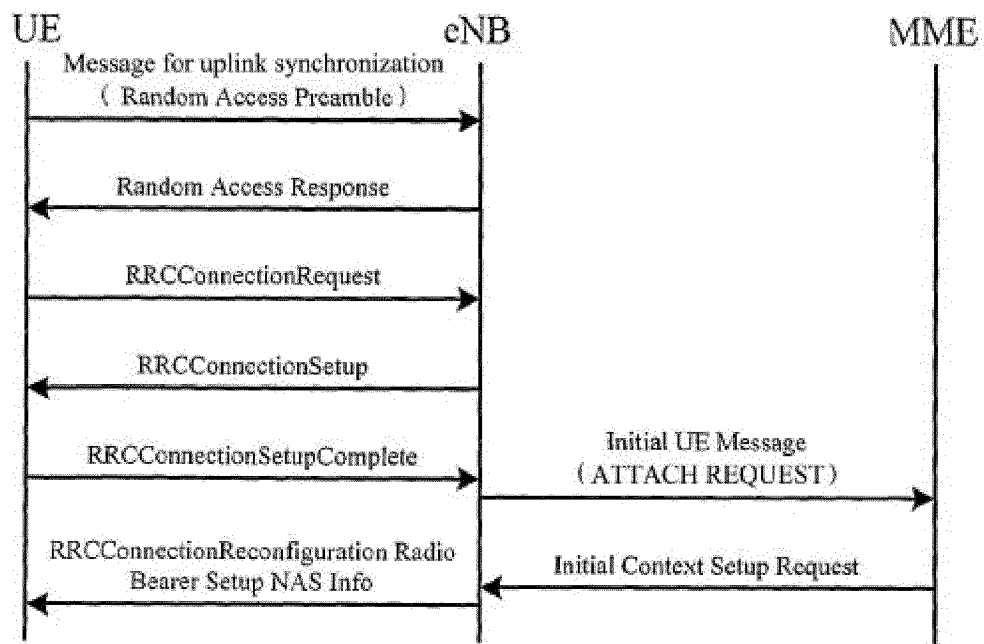 UE
eNB
MME
Message for uplink synchronization
( Random Access Preamble )
Random Access Response
RRCConnectionRequest
RRCConnectionSetup
RRCConnectionSetupComplete
Initial UE Message
( ATTACH REQUEST )
Initial Context Setup Request
RRCConnectionReconfiguration Radio
Bearer Setup NAS Info